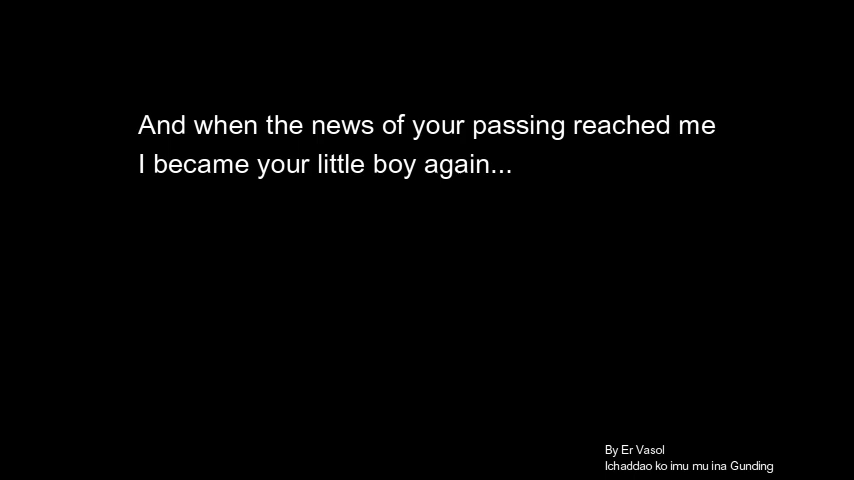 And when the news of your passing reached me
I became your little boy again...
By Er Vasol
Ichaddao ko imu mu ina Gunding